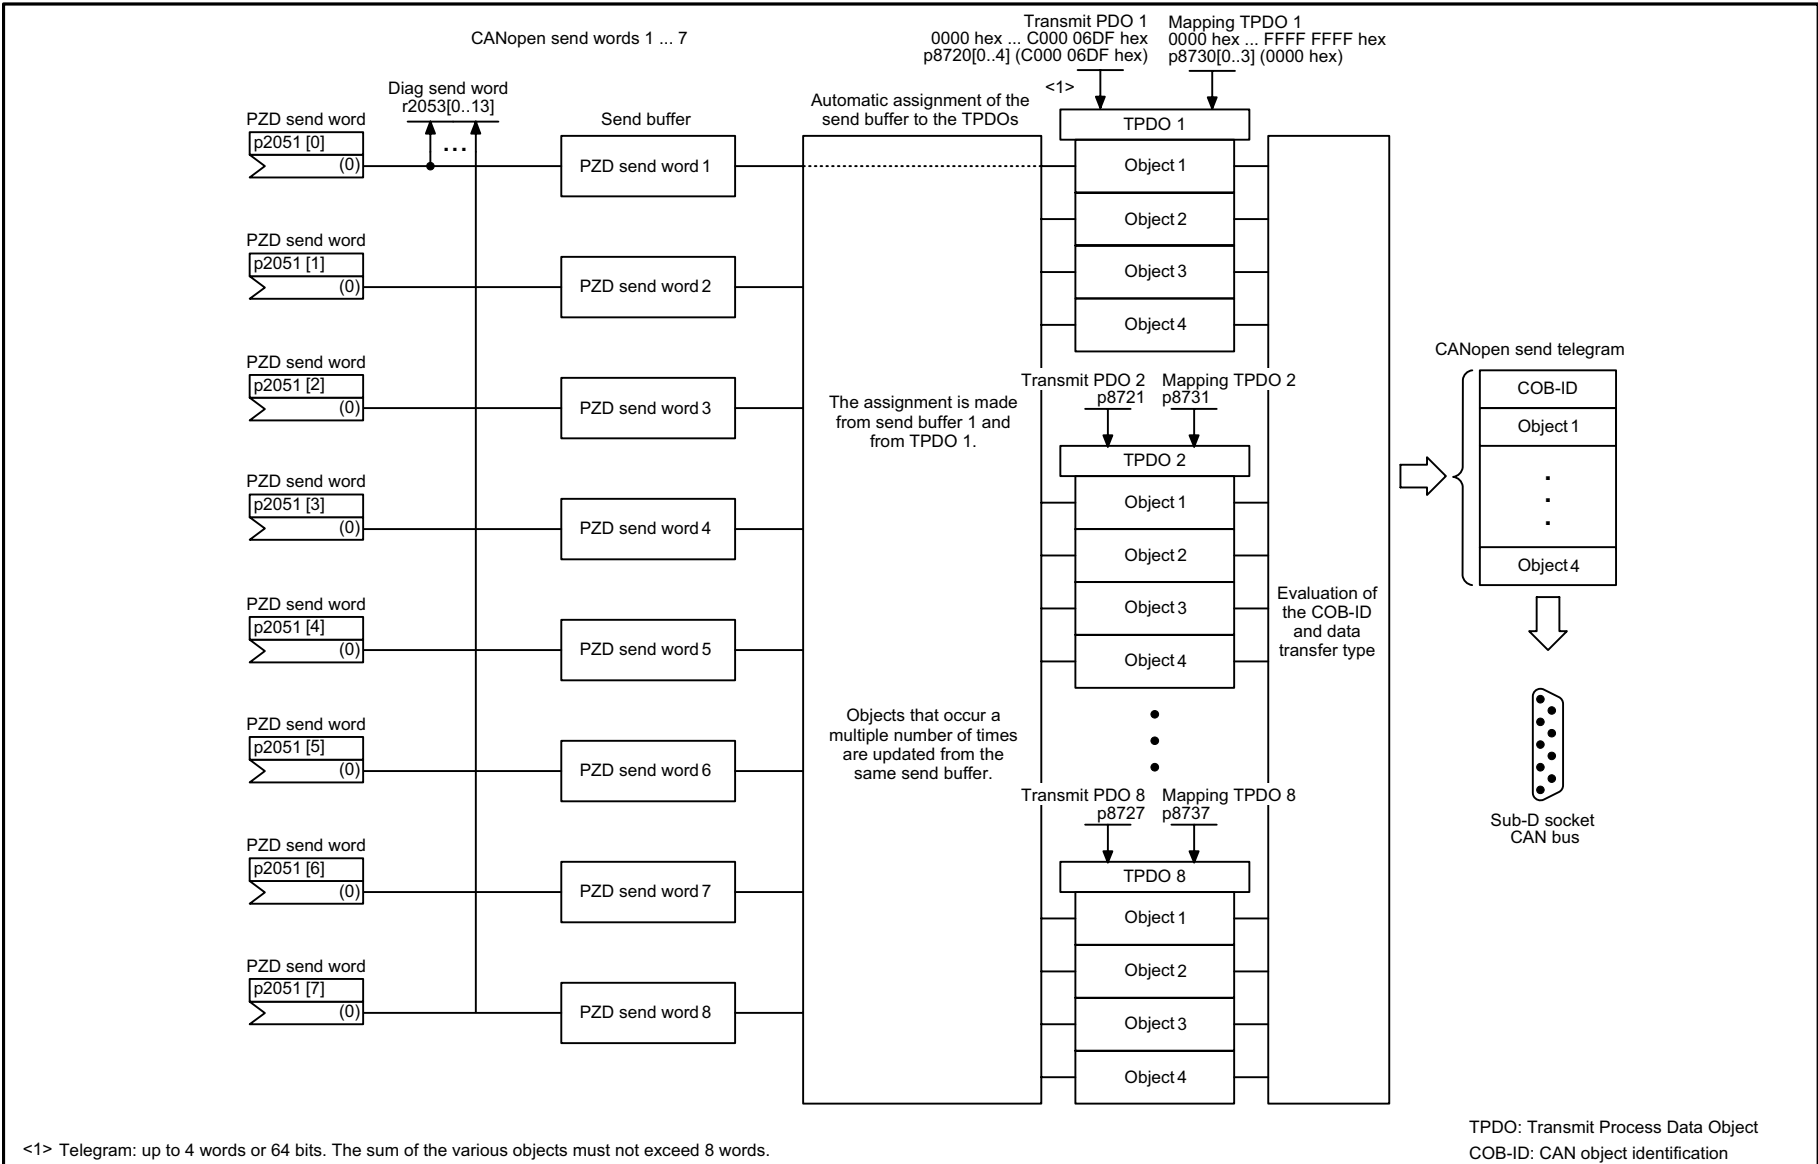 CANopen send words 1 ... 7
Transmit PDO 1
0000 hex ... C000 06DF hex
p8720[0..4] (C000 06DF hex)
Mapping TPDO 1
0000 hex ... FFFF FFFF hex
p8730[0..3] (0000 hex)
<1>
Diag send word
r2053[0..13]
...
Send buffer
Automatic assignment of the
send buffer to the TPDOs
PZD send word
p2051 [0]
(0)
PZD send word 1
PZD send word
p2051 [1]
(0)
PZD send word 2
PZD send word
p2051 [2]
(0)
PZD send word 3
PZD send word
p2051 [3]
(0)
PZD send word 4
PZD send word
p2051 [4]
(0)
PZD send word 5
PZD send word
p2051 [5]
(0)
PZD send word 6
PZD send word
p2051 [6]
(0)
PZD send word 7
PZD send word
p2051 [7]
(0)
PZD send word 8
The assignment is made
from send buffer 1 and
from TPDO 1.
Objects that occur a
multiple number of times
are updated from the
same send buffer.
TPDO 1
Object 1
Object 2
Object 3
Object 4
Transmit PDO 2
p8721
Mapping TPDO 2
p8731
TPDO 2
Object 1
Object 2
Object 3
Object 4
Transmit PDO 8
p8727
Mapping TPDO 8
p8737
TPDO 8
Object 1
Object 2
Object 3
Object 4
Evaluation of
the COB-ID
and data
transfer type
CANopen send telegram
COB-ID
Object 1
.
.
.
Object 4
Sub-D socket
CAN bus
<1> Telegram: up to 4 words or 64 bits. The sum of the various objects must not exceed 8 words.
TPDO: Transmit Process Data Object
COB-ID: CAN object identification